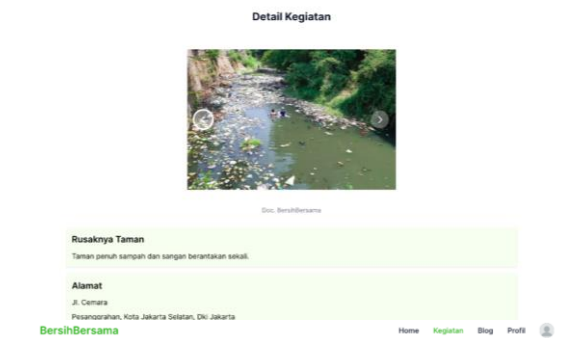 Detail Kegiatan
Doc. BersihBersama
Rusaknya Taman
Taman penuh sampah dan sangan berantakan sekali.
Alamat
Jl. Cemara
Pesanggrahan, Kota Jakarta Selatan, Dki Jakarta
BersihBersama
Home Kegiatan Blog Profil